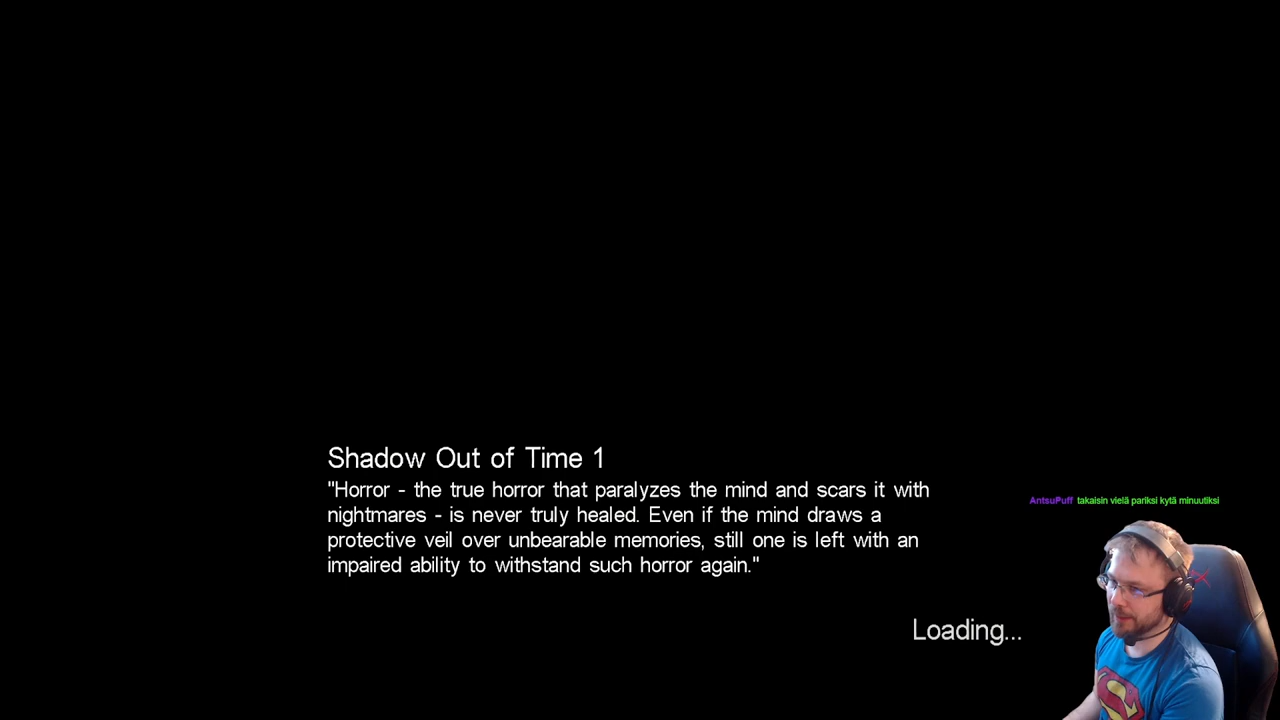 Shadow Out of Time 1
"Horror - the true horror that paralyzes the mind and scars it with
nightmares - is never truly healed. Even if the mind draws a
protective veil over unbearable memories, still one is left with an
impaired ability to withstand such horror again."
AntsuPuff takaisin vielä pariksi kytä minuutiksi
Loading...